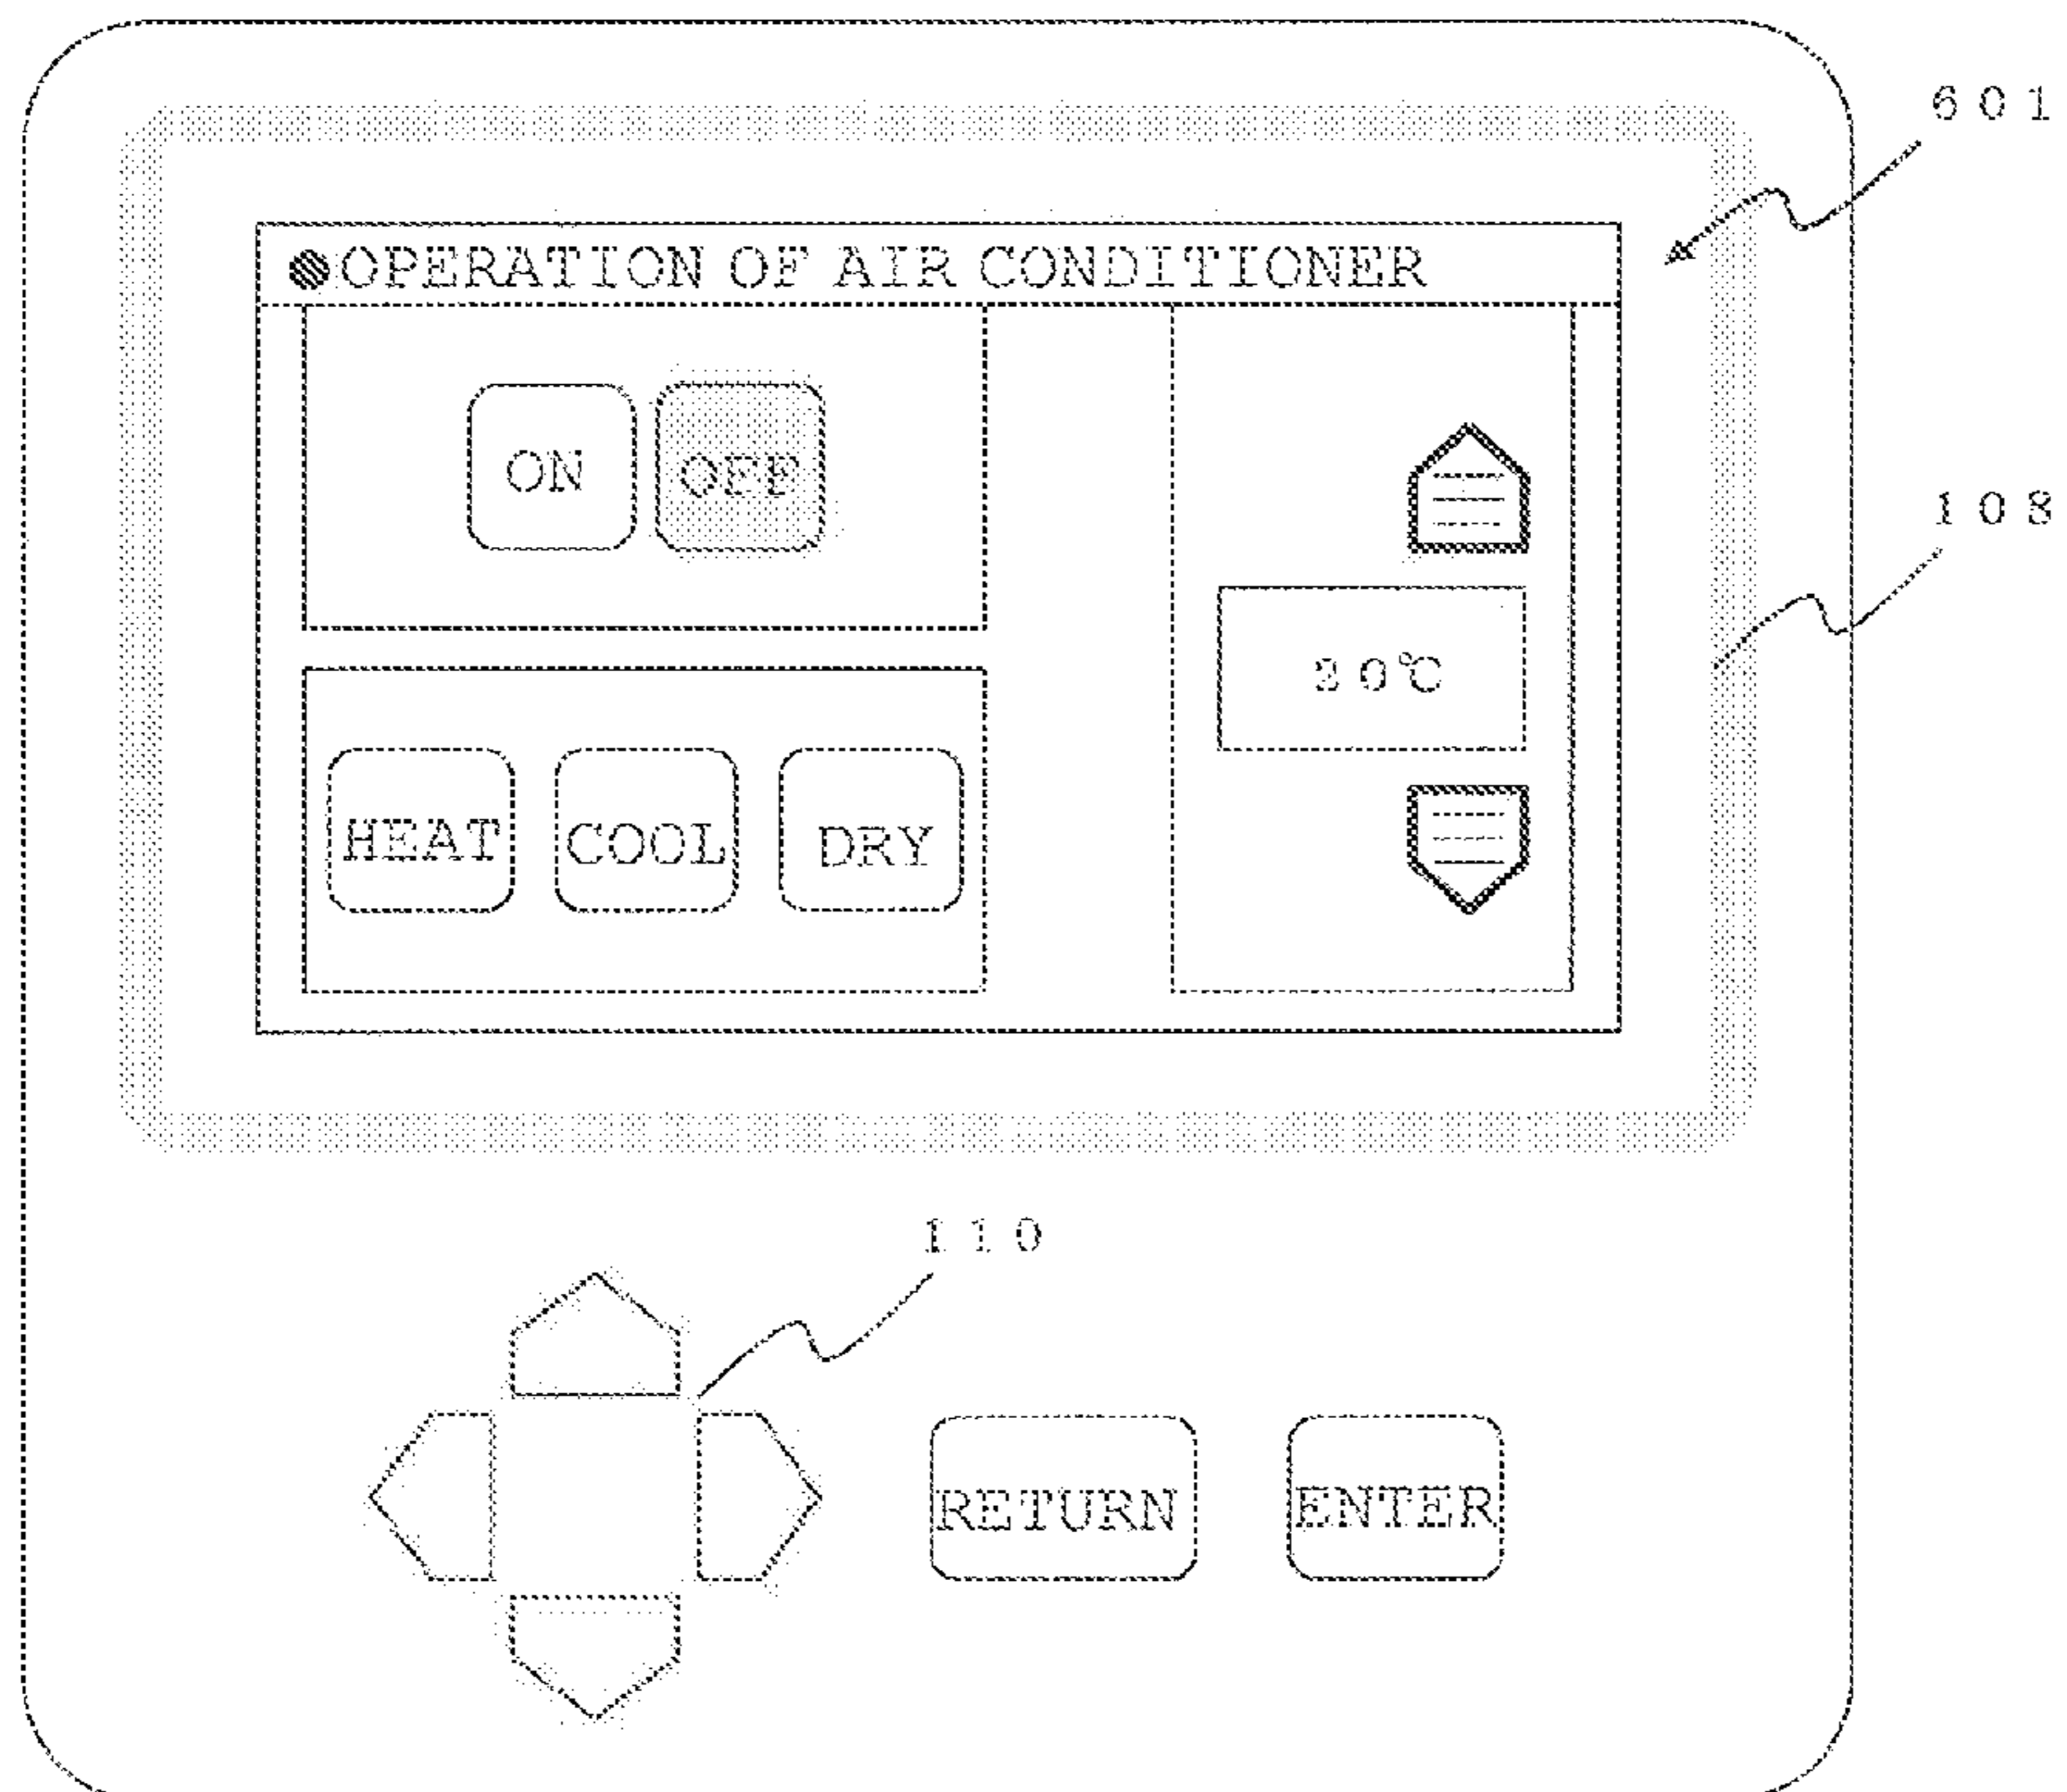 601
●OPERATION OF AIR CONDITIONER
ON OFF
108
20℃
HEAT COOL DRY
110
RETURN ENTER